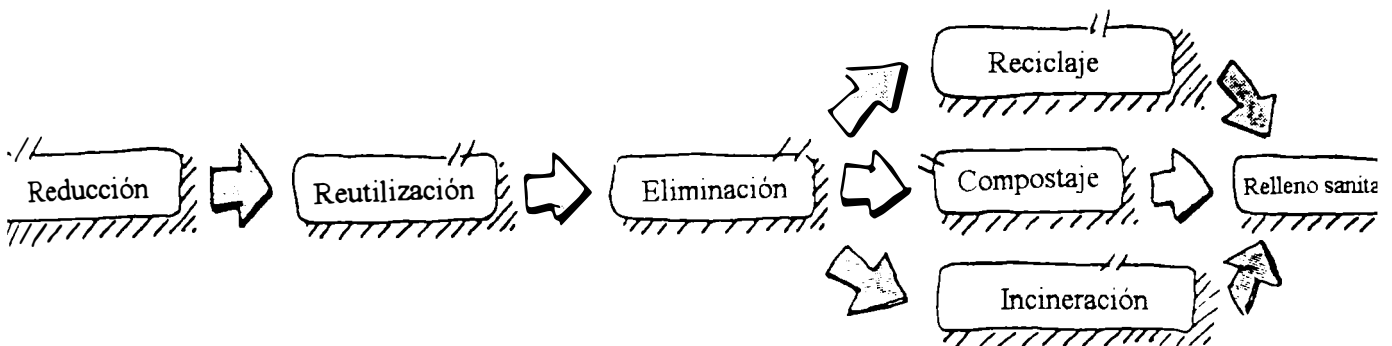 Reducción
Reutilización
Eliminación
Reciclaje
Compostaje
Incineración
Relleno sanita